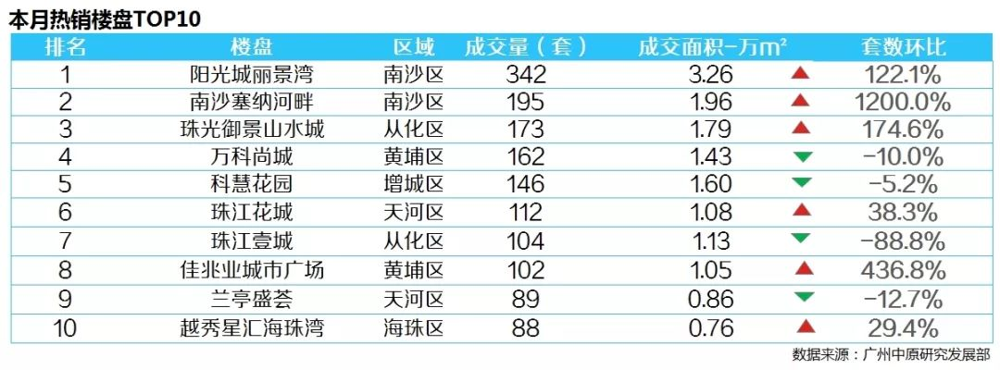 本月热销楼盘TOP10
排名 楼盘 区域 成交量（套） 成交面积-万㎡ 套数环比
1 阳光城丽景湾 南沙区 342 3.26 ▲ 122.1%
2 南沙塞纳河畔 南沙区 195 1.96 ▲ 1200.0%
3 珠光御景山水城 从化区 173 1.79 ▲ 174.6%
4 万科尚城 黄埔区 162 1.43 ▼ -10.0%
5 科慧花园 增城区 146 1.60 ▼ -5.2%
6 珠江花城 天河区 112 1.08 ▲ 38.3%
7 珠江壹城 从化区 104 1.13 ▼ -88.8%
8 佳兆业城市广场 黄埔区 102 1.05 ▲ 436.8%
9 兰亭盛荟 天河区 89 0.86 ▼ -12.7%
10 越秀星汇海珠湾 海珠区 88 0.76 ▲ 29.4%
数据来源：广州中原研究发展部